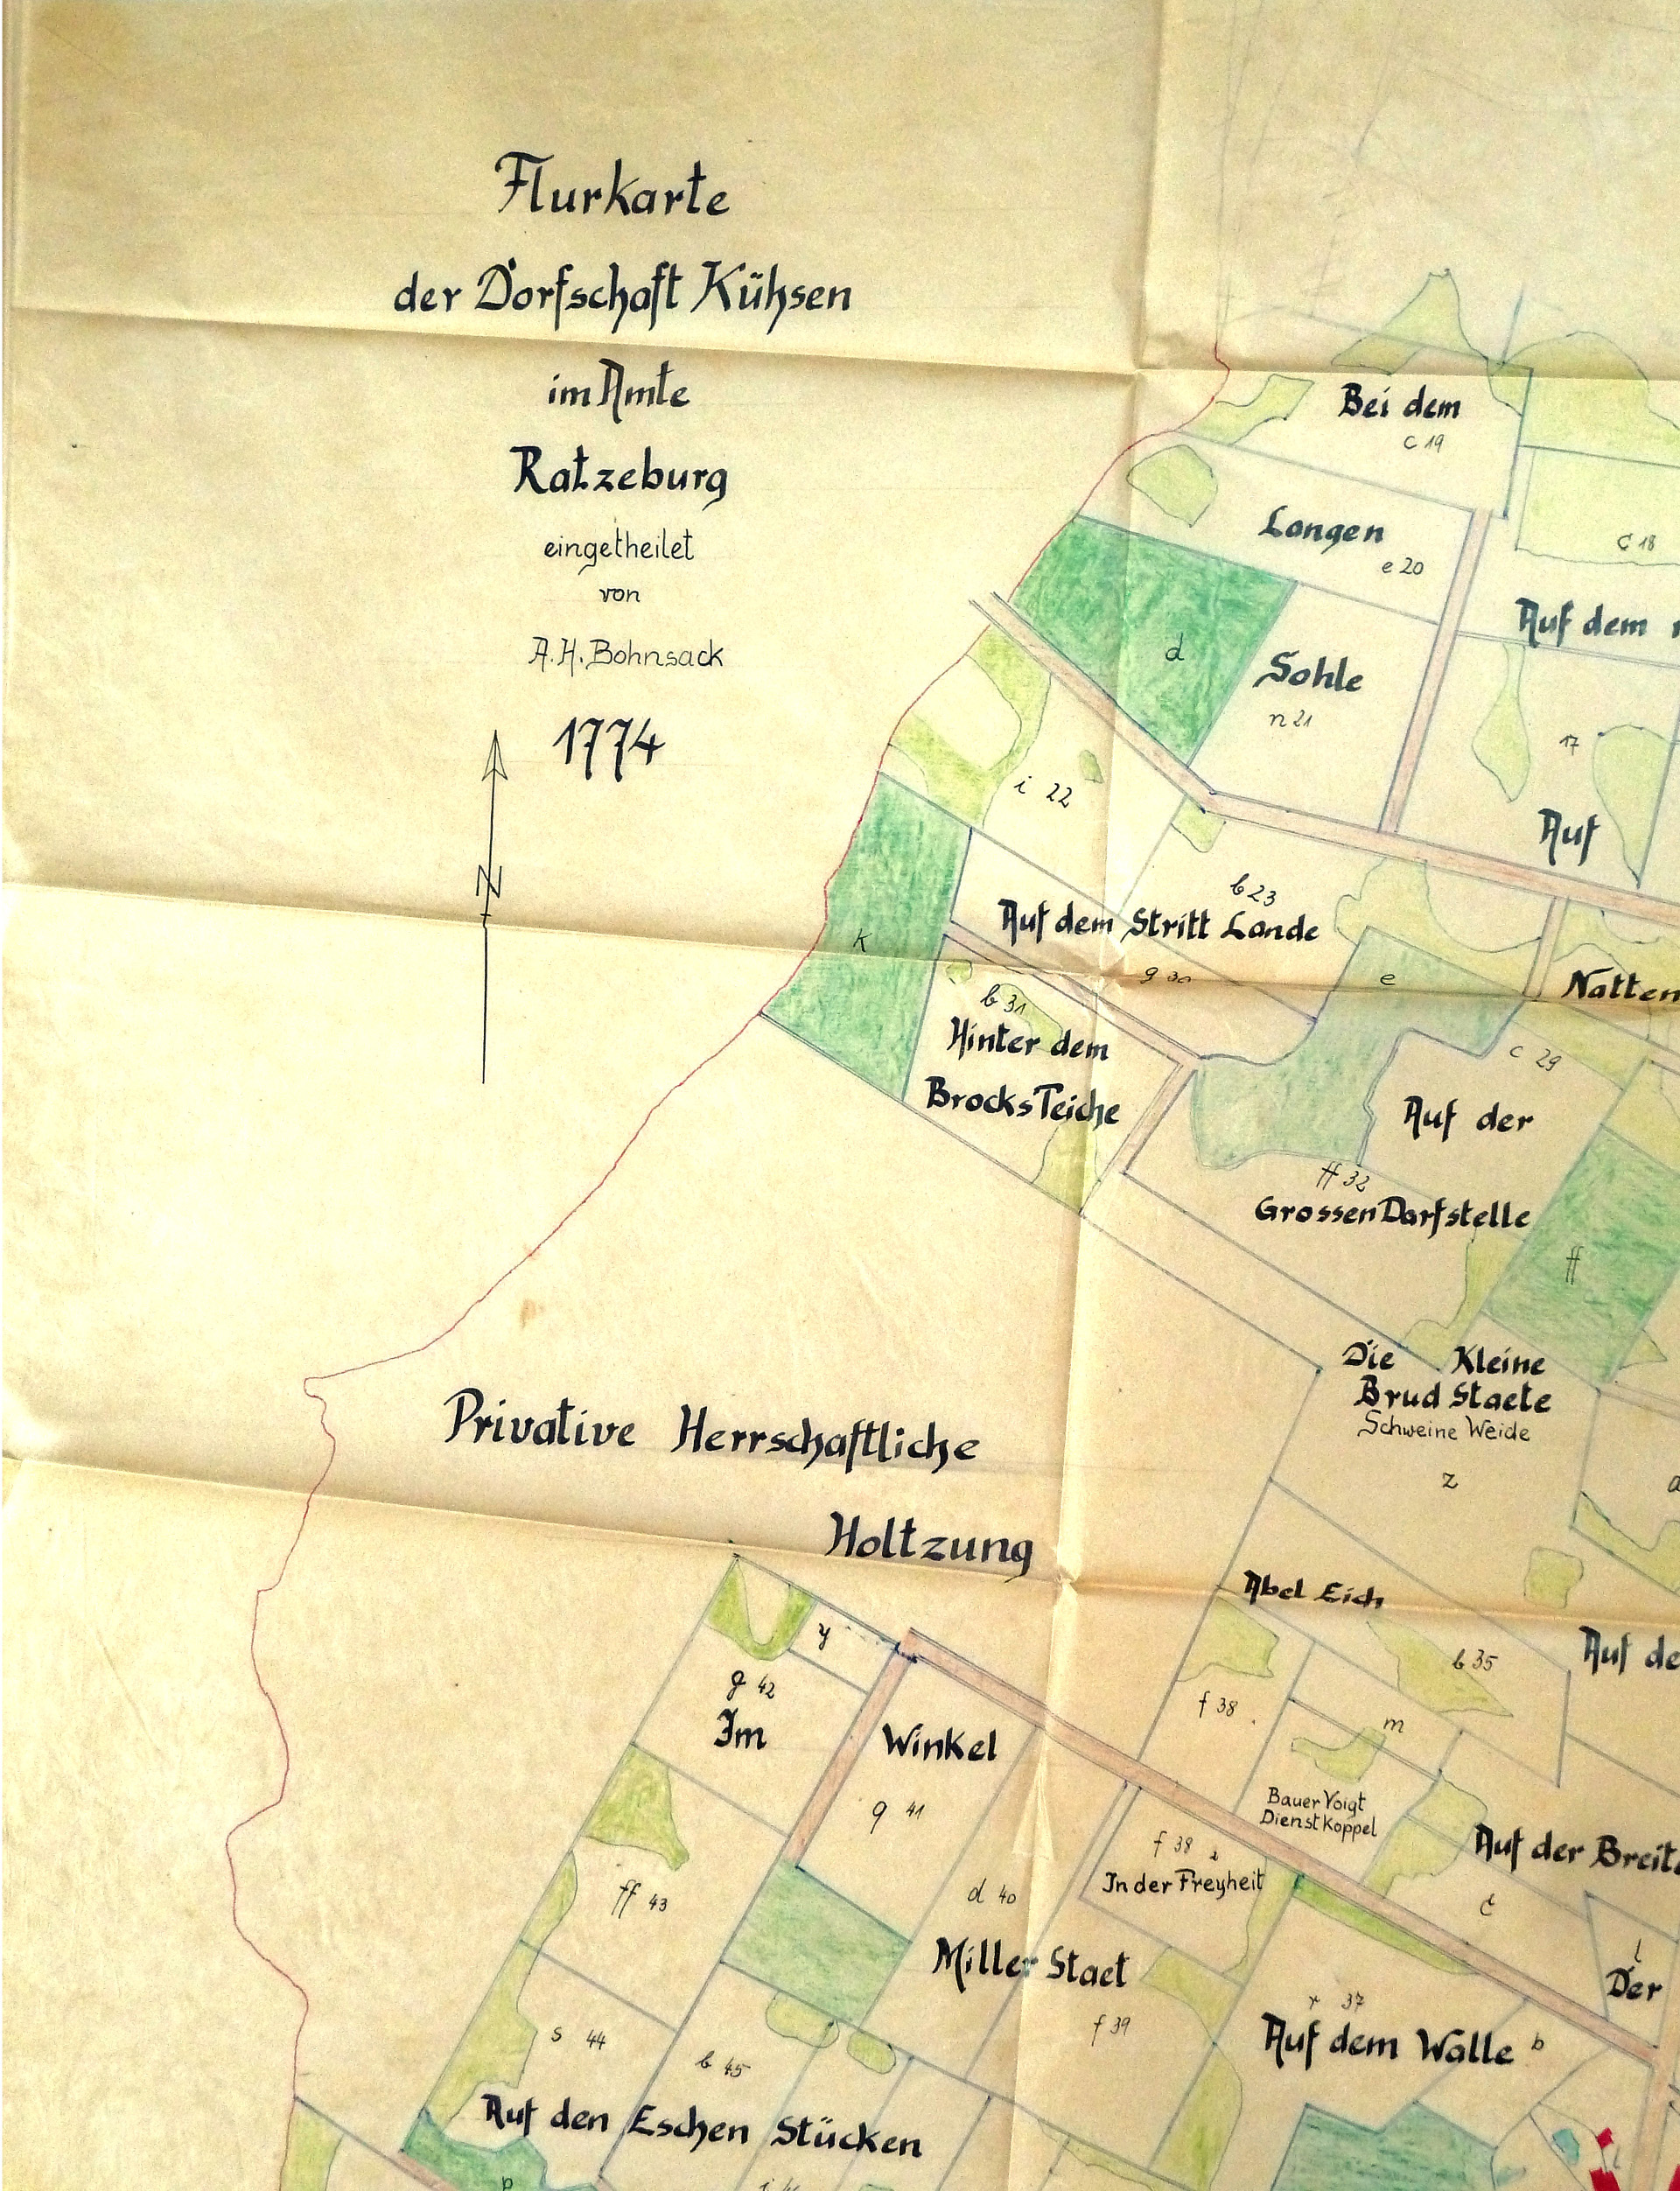 Flurkarte
der Dorfschaft Kühsen
im Amte
Ratzeburg
eingetheilet
von
A.H. Bohnsack
1774
N
Bei dem
c 19
Langen
e 20
C 18
Auf dem
d
Sohle
n 21
17
i 22
Auf
b 23
Auf dem Stritt Lande
k
g 30
e
Natten
b 31
Hinter dem
Brocks Teiche
c 29
Auf der
ff 32
Grossen Dorfstelle
ff
Die Kleine
Brud Staete
Schweine Weide
z
Privative Herrschaftliche
Holtzung
Abel Eich
Auf de
b 35
y
g 42
Im
f 38
m
Winkel
q 41
Bauer Voigt
Dienst Koppel
f 38
In der Freyheit
Auf der Breite
ff 43
d 40
c
l
Der
Miller Staet
r 37
Auf dem Walle
b
s 44
f 39
b 45
Auf den Eschen Stücken
p